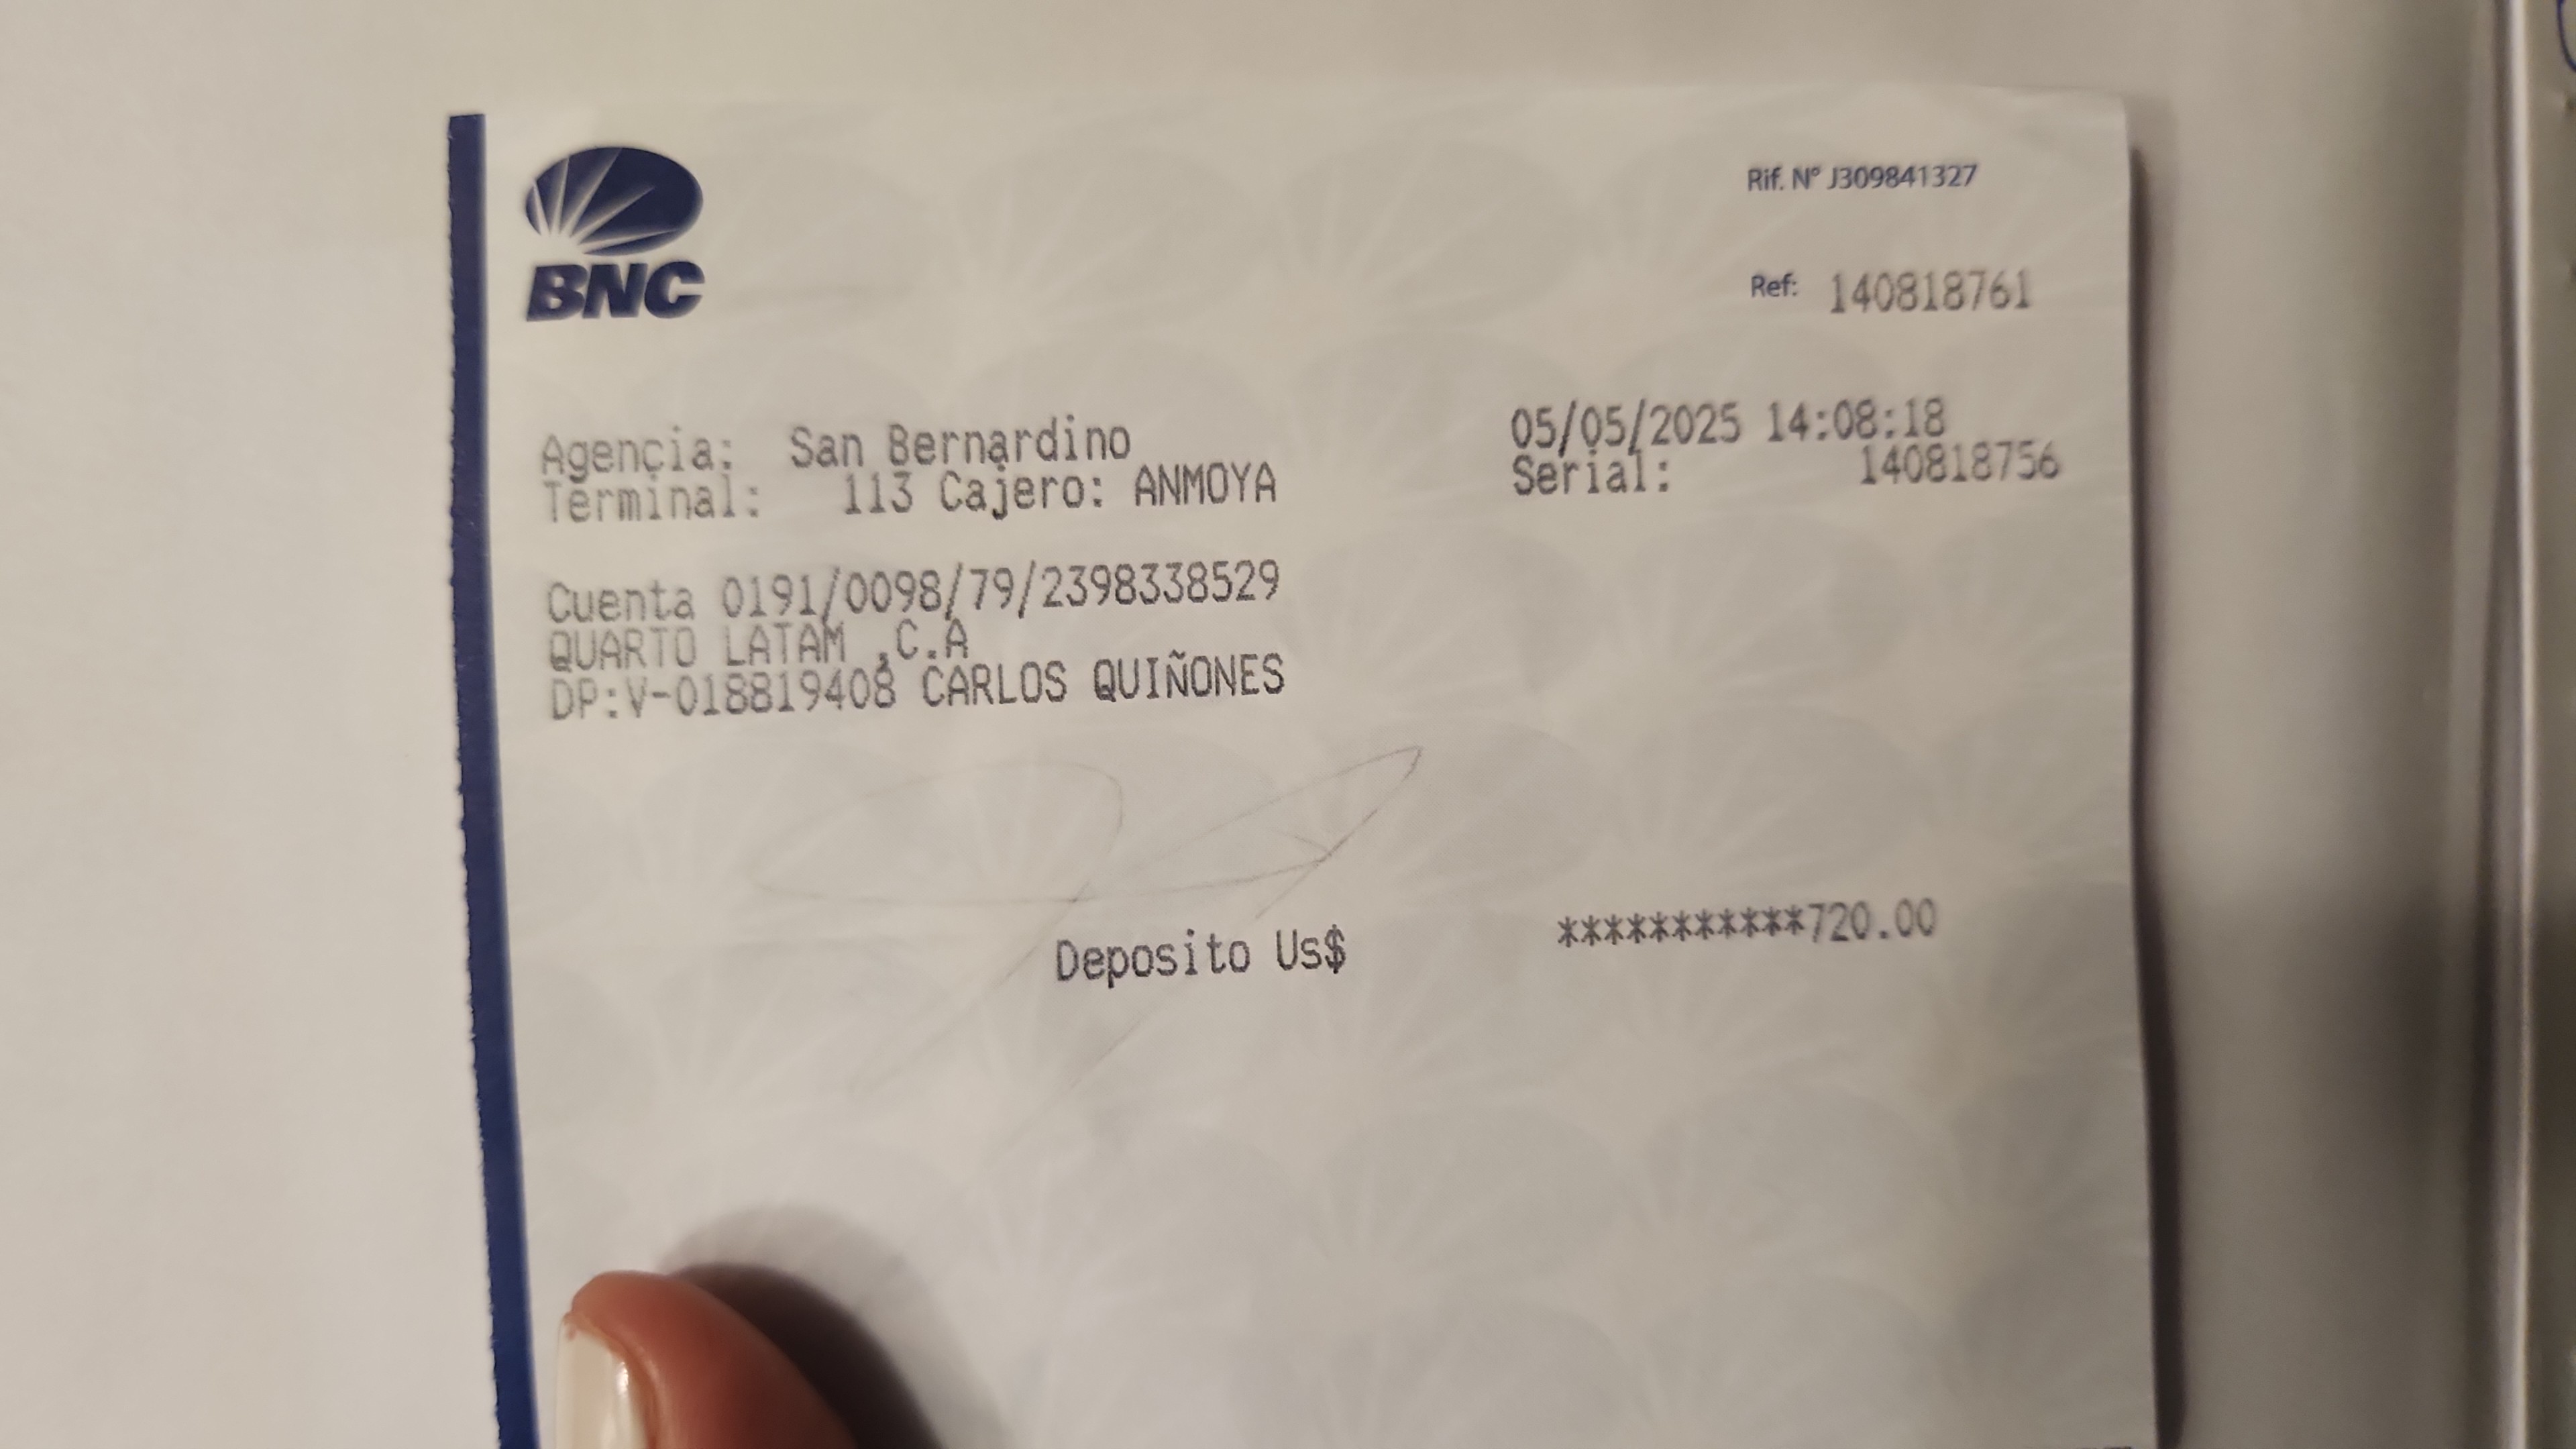 BNC
Rif. N° J309841327
Ref: 140818761
Agencia: San Bernardino 05/05/2025 14:08:18
Terminal: 113 Cajero: ANMOYA Serial: 140818756
Cuenta 0191/0098/79/2398338529
QUARTO LATAM ,C.A
DP:V-018819408 CARLOS QUIÑONES
Deposito Us$ ***********720.00